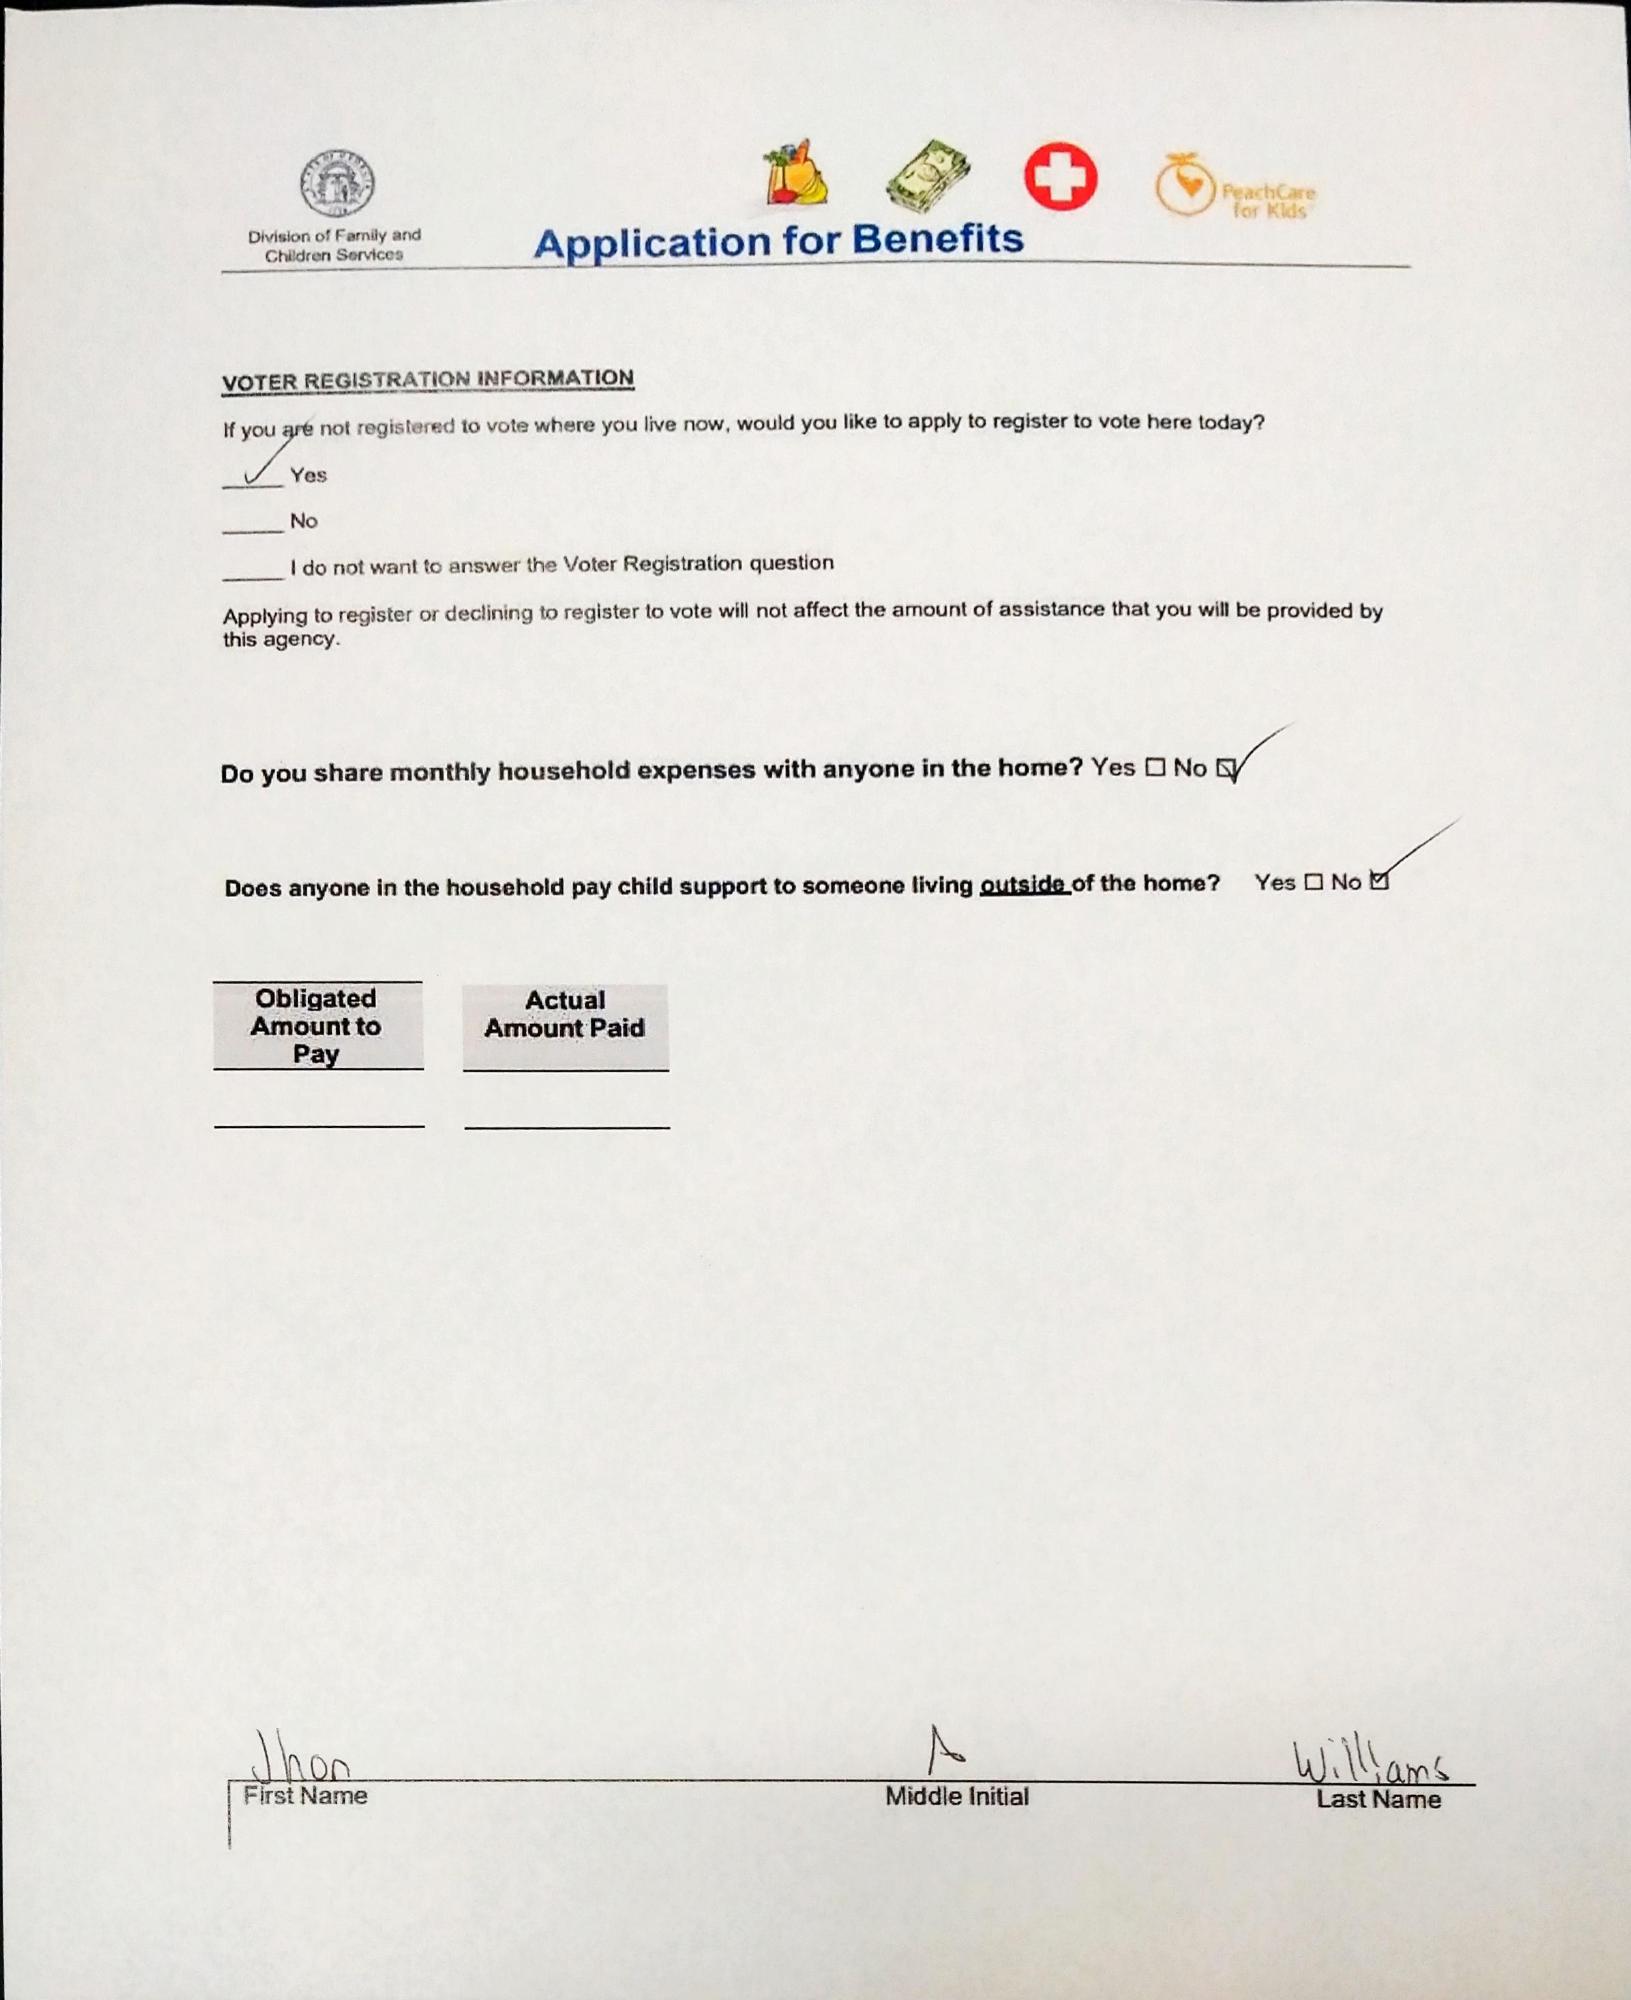 Division of Family and
Children Services
PeachCare
for Kids
Application for Benefits
VOTER REGISTRATION INFORMATION
If you are not registered to vote where you live now, would you like to apply to register to vote here today?
✓ Yes
No
I do not want to answer the Voter Registration question
Applying to register or declining to register to vote will not affect the amount of assistance that you will be provided by
this agency.
Do you share monthly household expenses with anyone in the home? Yes ☐ No ☑
Does anyone in the household pay child support to someone living outside of the home? Yes ☐ No ☑
Obligated
Amount to
Pay
Actual
Amount Paid
Jhon A Williams
First Name Middle Initial Last Name